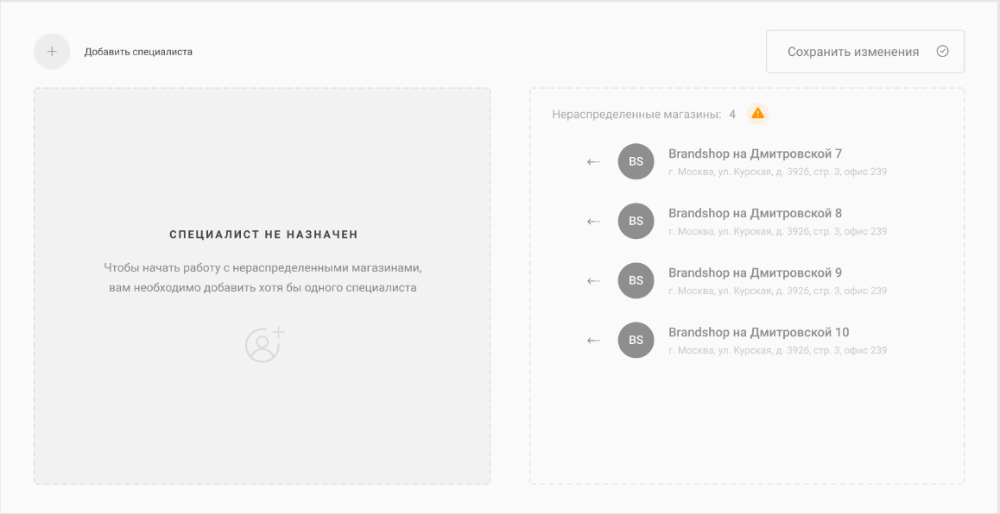 Добавить специалиста
Сохранить изменения
СПЕЦИАЛИСТ НЕ НАЗНАЧЕН
Чтобы начать работу с нераспределенными магазинами,
вам необходимо добавить хотя бы одного специалиста
Нераспределенные магазины: 4
BS
Brandshop на Дмитровской 7
г. Москва, ул. Курская, д. 392б, стр. 3, офис 239
BS
Brandshop на Дмитровской 8
г. Москва, ул. Курская, д. 392б, стр. 3, офис 239
BS
Brandshop на Дмитровской 9
г. Москва, ул. Курская, д. 392б, стр. 3, офис 239
BS
Brandshop на Дмитровской 10
г. Москва, ул. Курская, д. 392б, стр. 3, офис 239